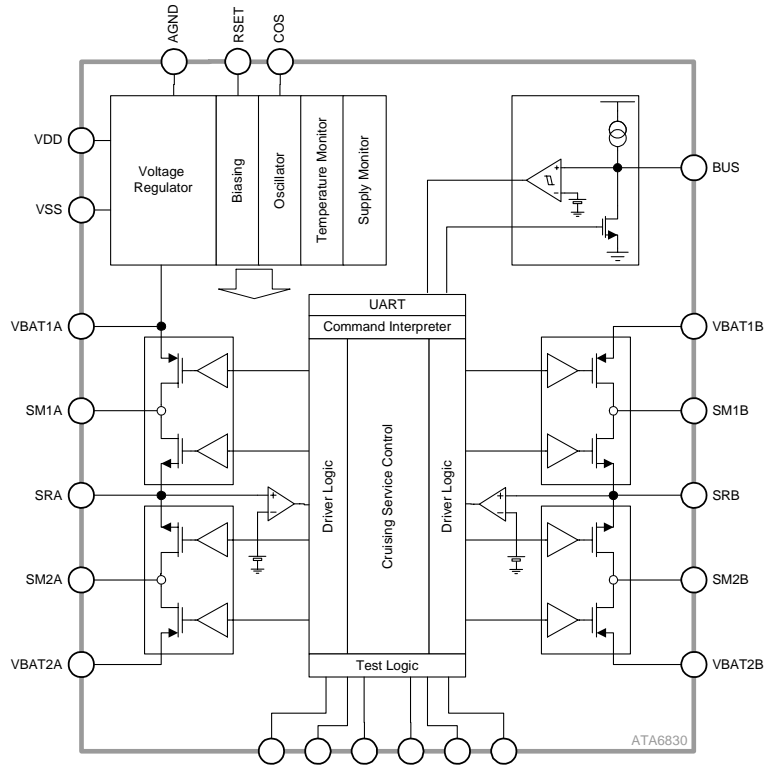 AGND
RSET
COS
VDD
VSS
Voltage
Regulator
Biasing
Oscillator
Temperature Monitor
Supply Monitor
+
-
BUS
UART
Command Interpreter
VBAT1A
VBAT1B
SM1A
SM1B
SRA
+
-
Driver Logic
Cruising Service Control
Driver Logic
+
-
SRB
SM2A
SM2B
VBAT2A
Test Logic
VBAT2B
ATA6830